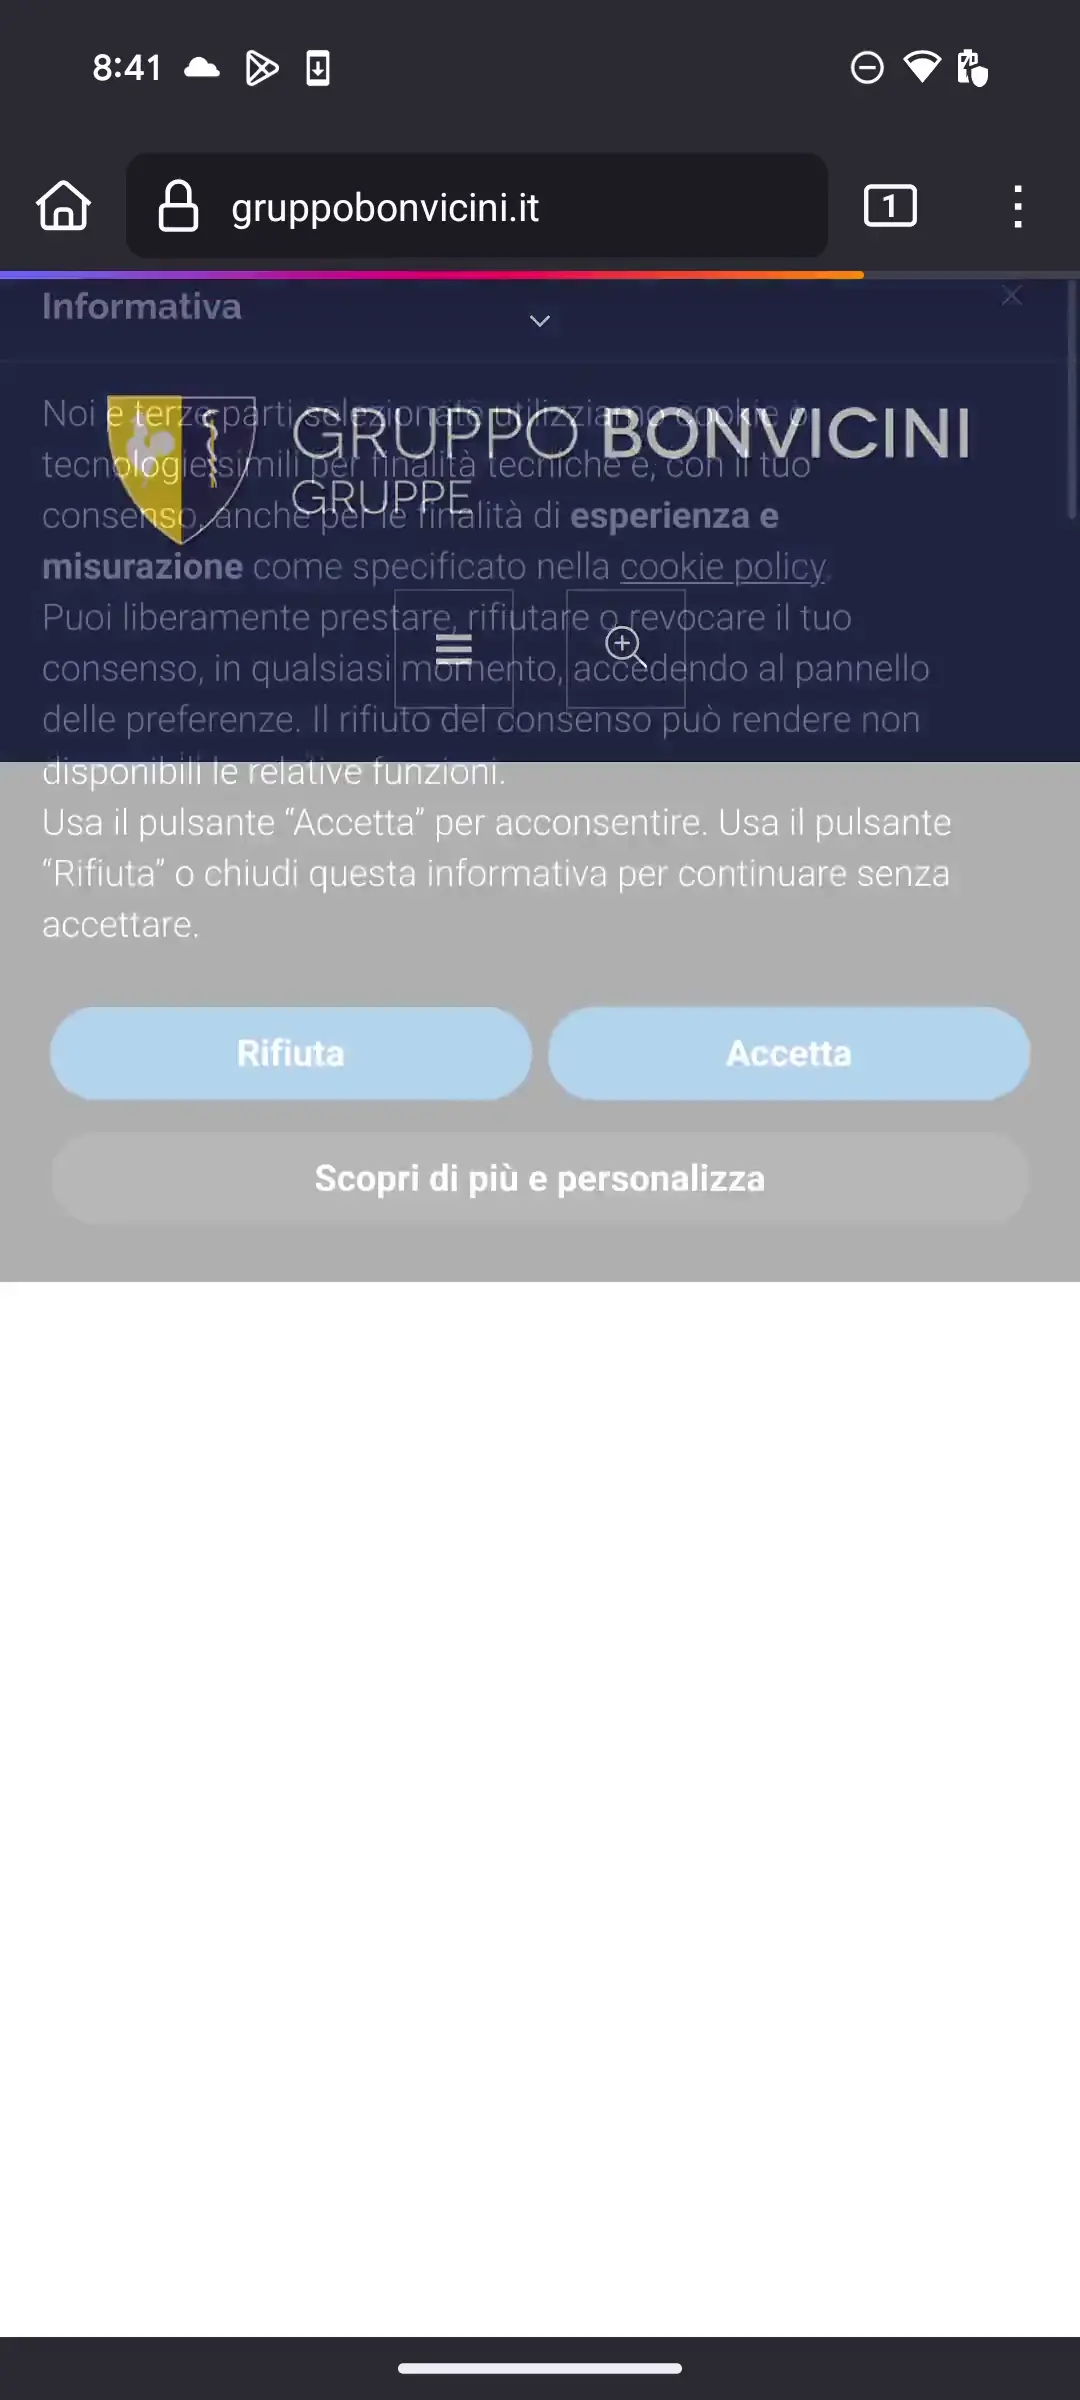 8:41
gruppobonvicini.it
1
Informativa
GRUPPO BONVICINI
GRUPPE
Noi e terze parti selezionate utilizziamo cookie o
tecnologie simili per finalità tecniche e, con il tuo
consenso, anche per le finalità di esperienza e
misurazione come specificato nella cookie policy.
Puoi liberamente prestare, rifiutare o revocare il tuo
consenso, in qualsiasi momento, accedendo al pannello
delle preferenze. Il rifiuto del consenso può rendere non
disponibili le relative funzioni.
Usa il pulsante “Accetta” per acconsentire. Usa il pulsante
“Rifiuta” o chiudi questa informativa per continuare senza
accettare.
Rifiuta
Accetta
Scopri di più e personalizza